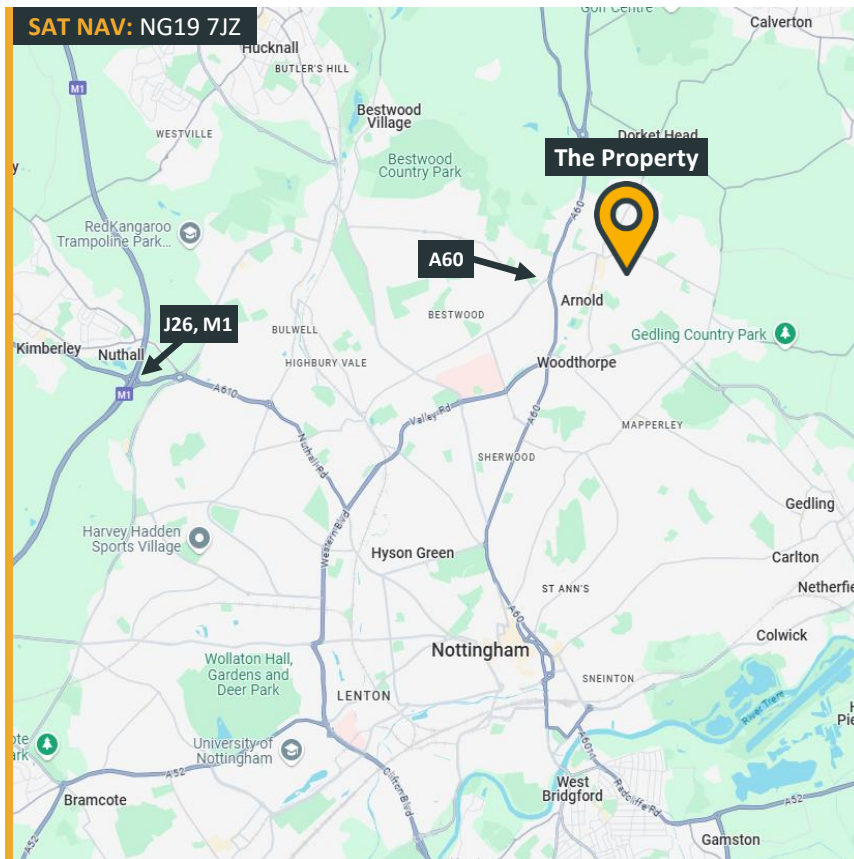 SAT NAV: NG19 7JZ
Golf Centre
Calverton
Hucknall
BUTLER'S HILL
M1
Bestwood
Village
WESTVILLE
Dorket Head
The Property
Bestwood
Country Park
A60
RedKangaroo
Trampoline Park...
A60
J26, M1
BESTWOOD
Arnold
BULWELL
Gedling Country Park
Kimberley
Nuthall
HIGHBURY VALE
Woodthorpe
M1
A610
Valley Rd
A60
MAPPERLEY
Nuthall Rd
SHERWOOD
Gedling
Western Blvd
Harvey Hadden
Sports Village
Hyson Green
Carlton
ST ANN'S
Netherfie
A60
Colwick
Nottingham
Wollaton Hall,
Gardens and
Deer Park
SNEINTON
LENTON
River Trent
University of
Nottingham
A6011
A52
Clifton Blvd
West
Bridgford
Radcliffe Rd
Bramcote
A52
Gamston